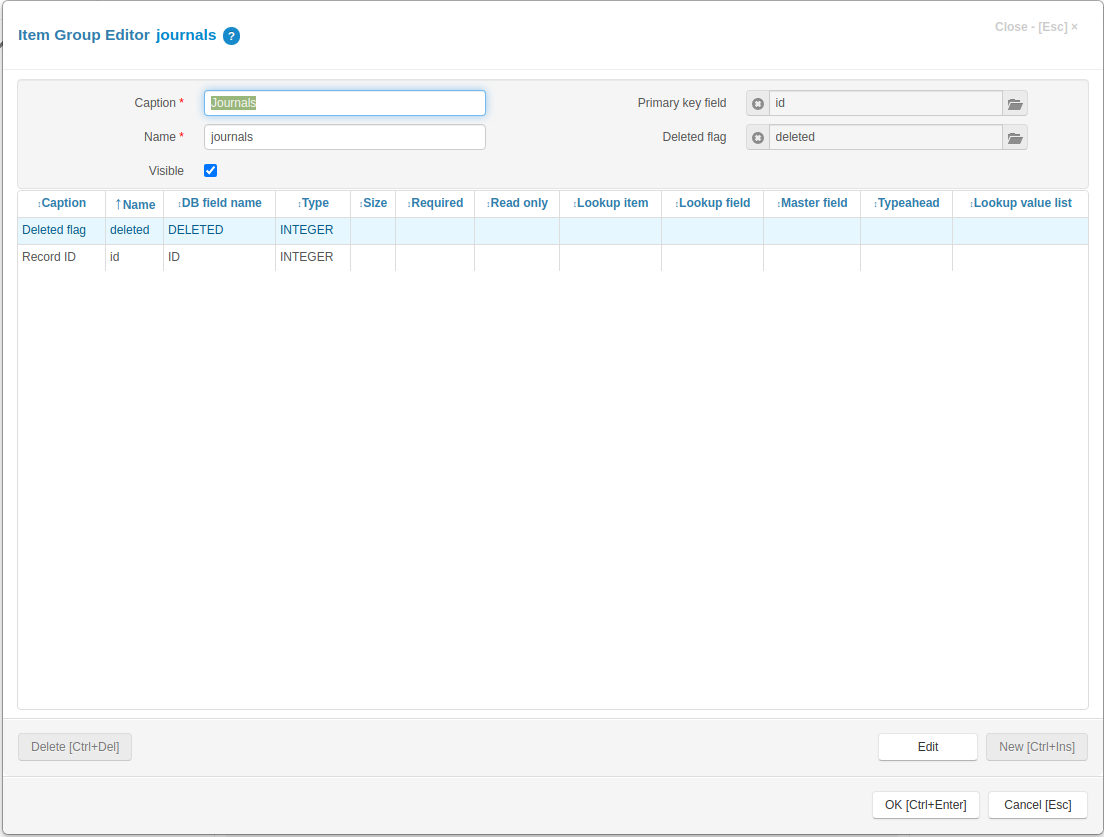 Item Group Editor journals ?
Close - [Esc] ×
Caption * Journals Primary key field id
Name * journals Deleted flag deleted
Visible
↕Caption ↑Name ↕DB field name ↕Type ↕Size ↕Required ↕Read only ↕Lookup item ↕Lookup field ↕Master field ↕Typeahead ↕Lookup value list
Deleted flag deleted DELETED INTEGER
Record ID id ID INTEGER
Delete [Ctrl+Del] Edit New [Ctrl+Ins]
OK [Ctrl+Enter] Cancel [Esc]